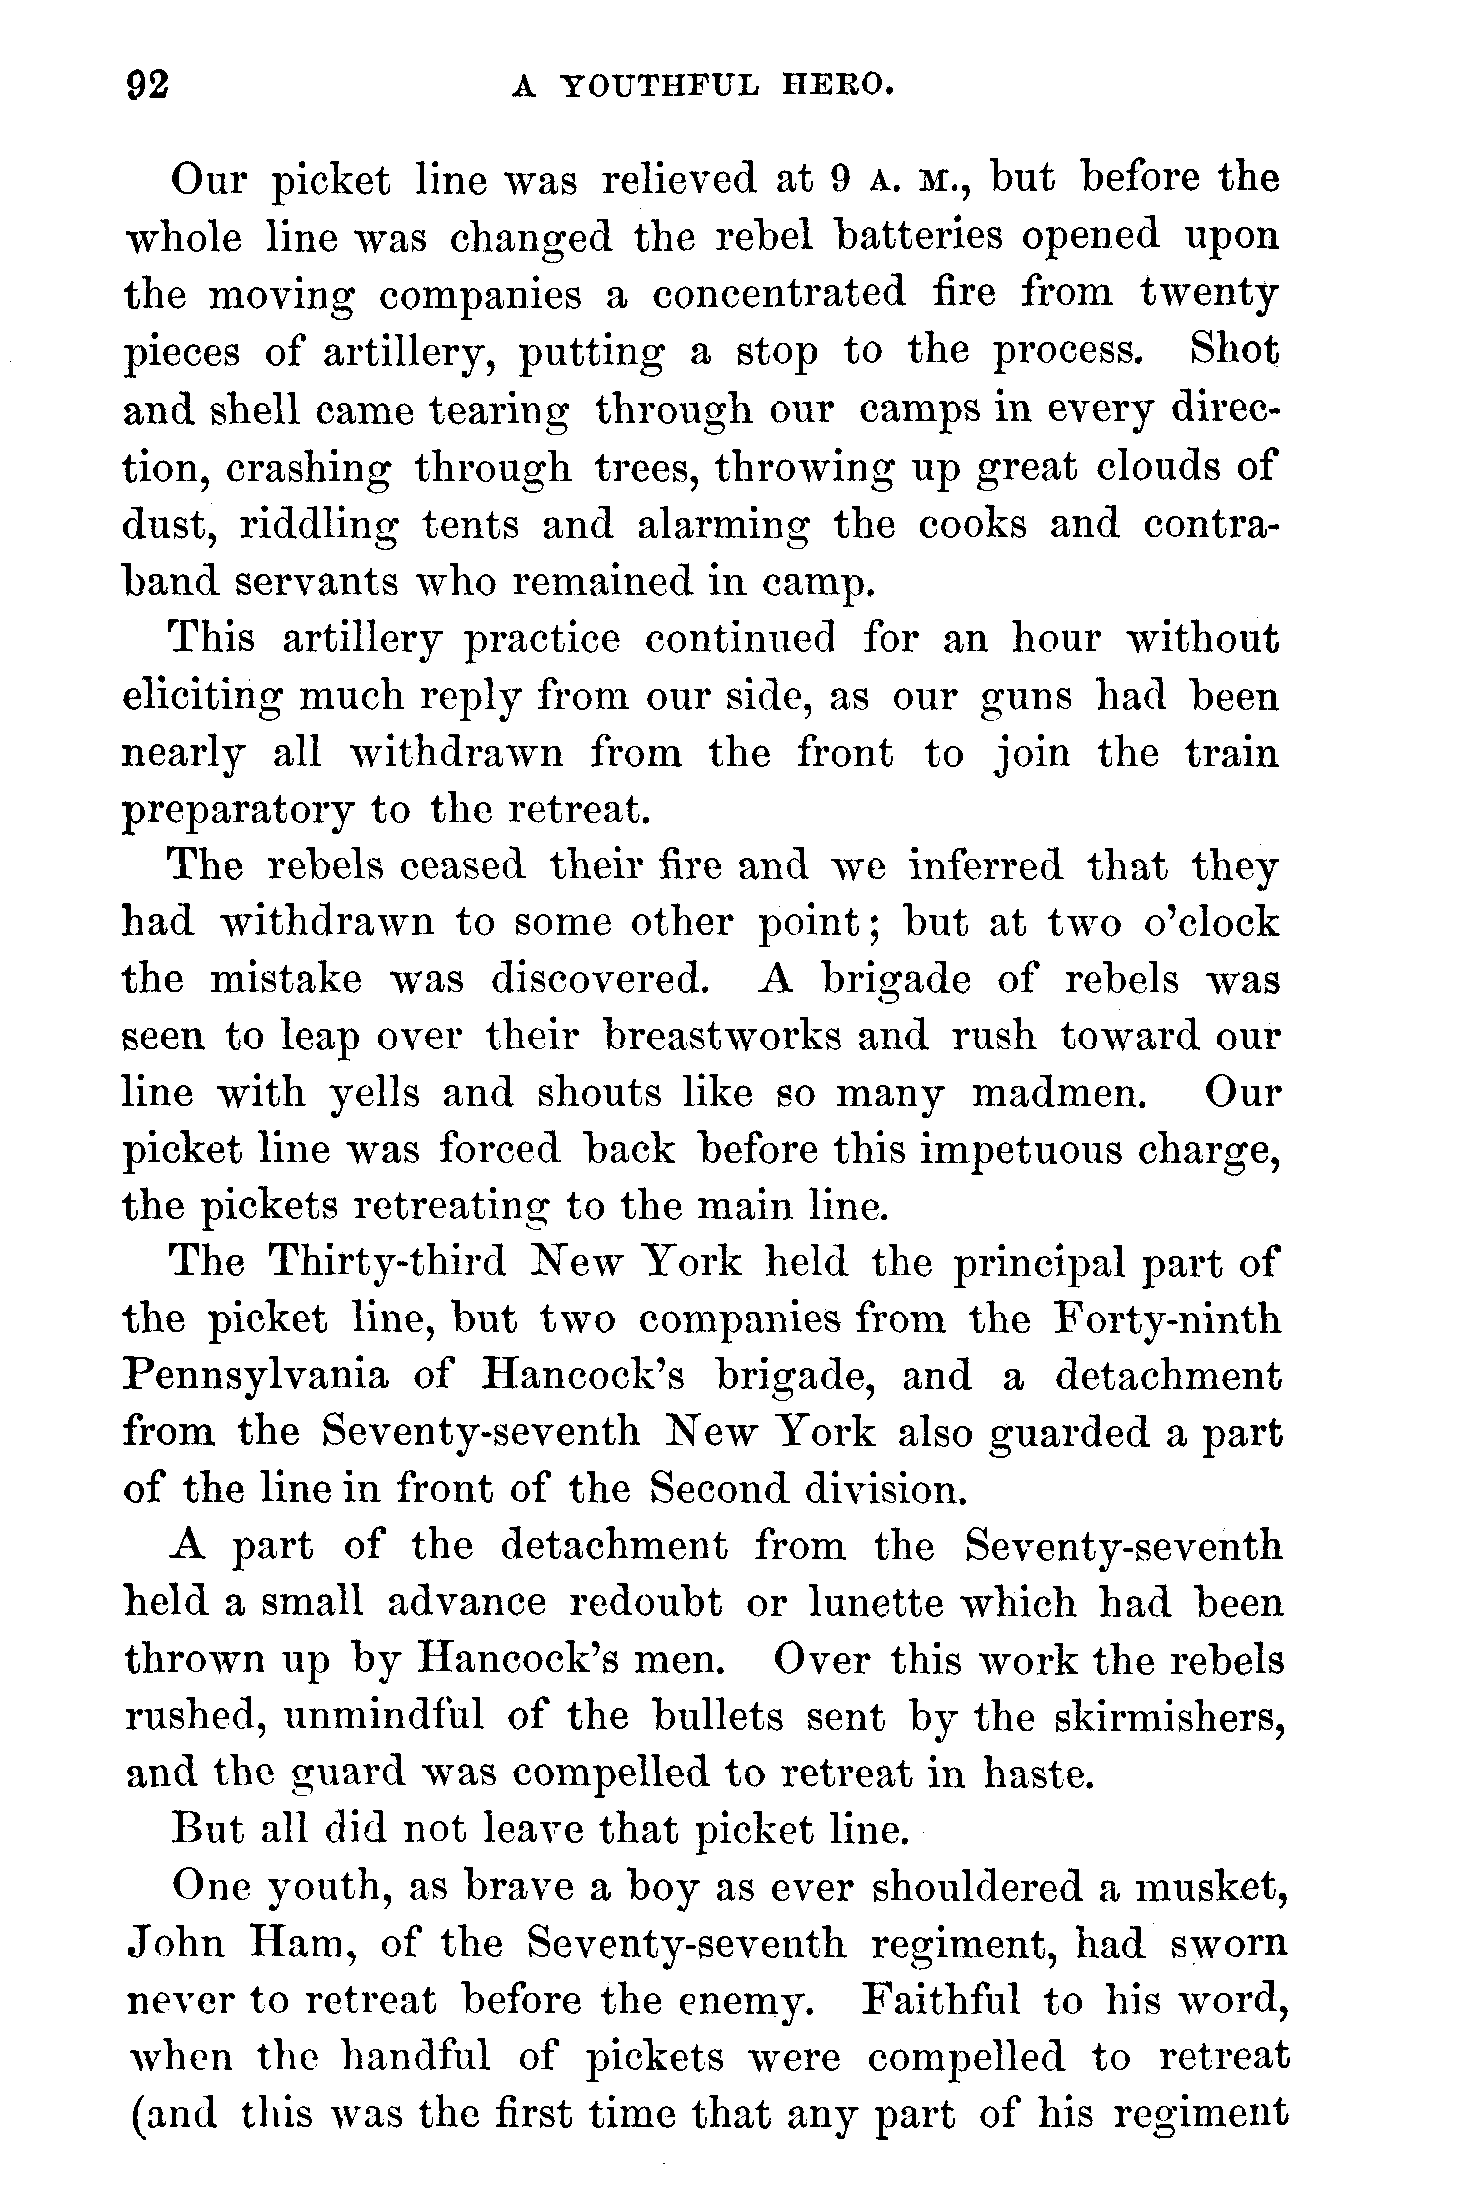 92 A YOUTHFUL HERO.
Our picket line was relieved at 9 A. M., but before the
whole line was changed the rebel batteries opened upon
the moving companies a concentrated fire from twenty
pieces of artillery, putting a stop to the process. Shot
and shell came tearing through our camps in every direc-
tion, crashing through trees, throwing up great clouds of
dust, riddling tents and alarming the cooks and contra-
band servants who remained in camp.
This artillery practice continued for an hour without
eliciting much reply from our side, as our guns had been
nearly all withdrawn from the front to join the train
preparatory to the retreat.
The rebels ceased their fire and we inferred that they
had withdrawn to some other point; but at two o'clock
the mistake was discovered. A brigade of rebels was
seen to leap over their breastworks and rush toward our
line with yells and shouts like so many madmen. Our
picket line was forced back before this impetuous charge,
the pickets retreating to the main line.
The Thirty-third New York held the principal part of
the picket line, but two companies from the Forty-ninth
Pennsylvania of Hancock's brigade, and a detachment
from the Seventy-seventh New York also guarded a part
of the line in front of the Second division.
A part of the detachment from the Seventy-seventh
held a small advance redoubt or lunette which had been
thrown up by Hancock's men. Over this work the rebels
rushed, unmindful of the bullets sent by the skirmishers,
and the guard was compelled to retreat in haste.
But all did not leave that picket line.
One youth, as brave a boy as ever shouldered a musket,
John Ham, of the Seventy-seventh regiment, had sworn
never to retreat before the enemy. Faithful to his word,
when the handful of pickets were compelled to retreat
(and this was the first time that any part of his regiment